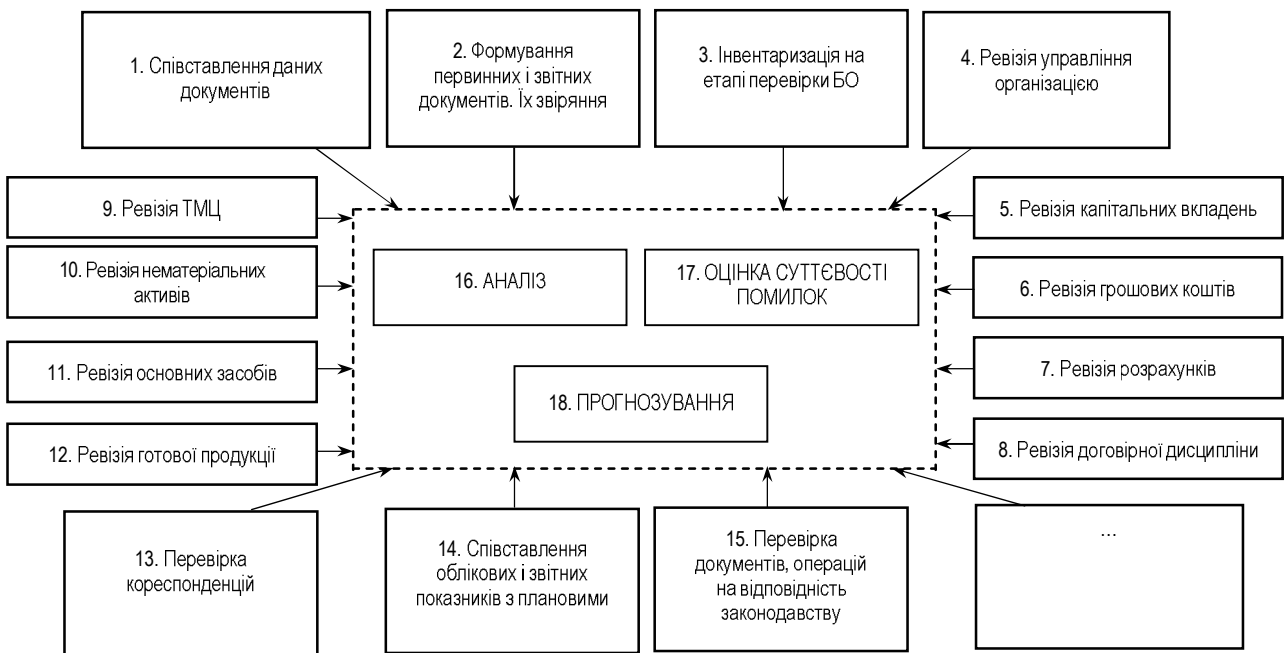 1. Співставлення даних
документів
2. Формування
первинних і звітних
документів. Їх звіряння
3. Інвентаризація на
етапі перевірки БО
4. Ревізія управління
організацією
9. Ревізія ТМЦ
10. Ревізія нематеріальних
активів
11. Ревізія основних засобів
12. Ревізія готової продукції
16. АНАЛІЗ
17. ОЦІНКА СУТТЄВОСТІ
ПОМИЛОК
18. ПРОГНОЗУВАННЯ
5. Ревізія капітальних вкладень
6. Ревізія грошових коштів
7. Ревізія розрахунків
8. Ревізія договірної дисципліни
13. Перевірка
кореспонденцій
14. Співставлення
облікових і звітних
показників з плановими
15. Перевірка
документів, операцій
на відповідність
законодавству
...